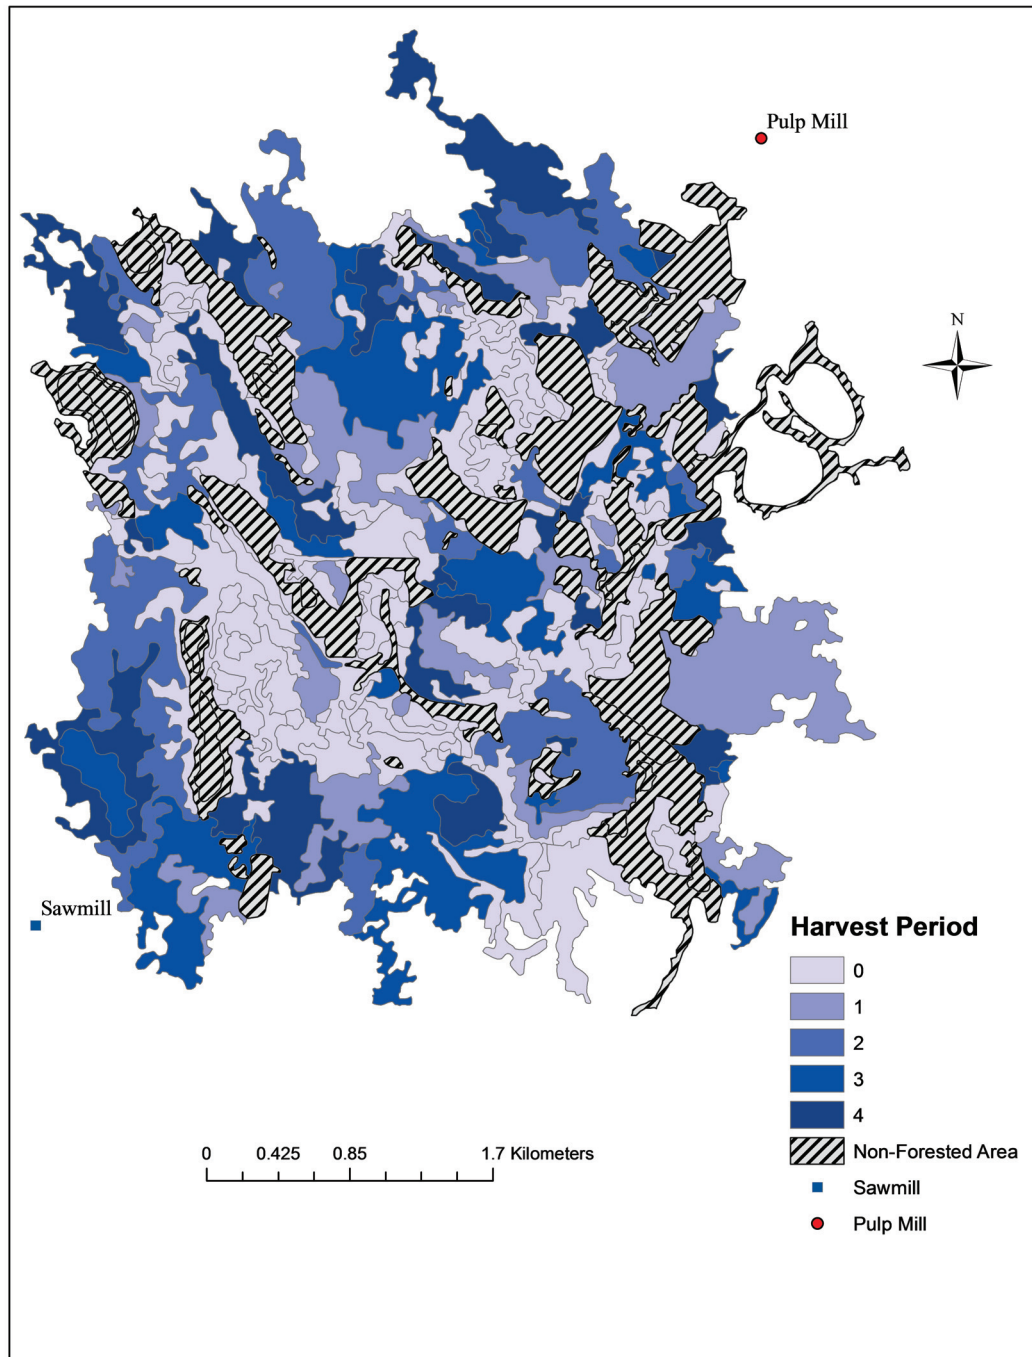 Pulp Mill
N
Sawmill
Harvest Period
0
1
2
3
4
Non-Forested Area
Sawmill
Pulp Mill
0 0.425 0.85 1.7 Kilometers